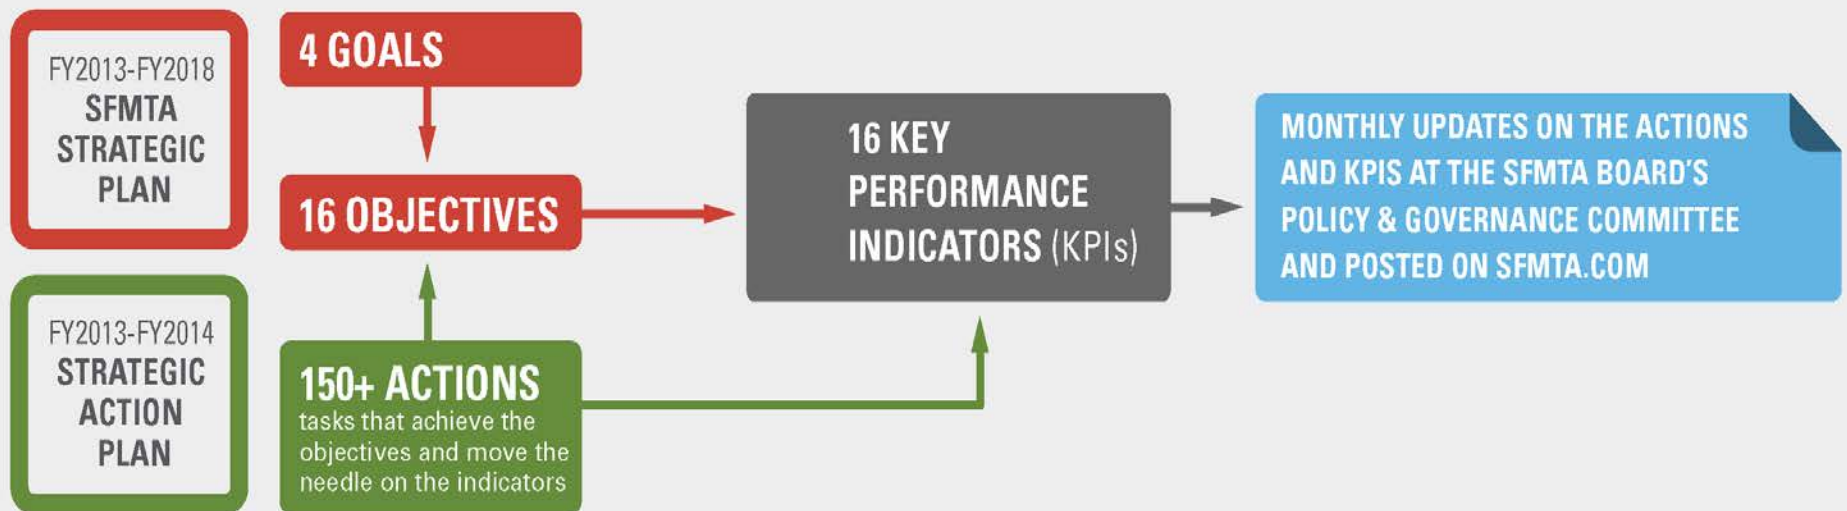 FY2013-FY2018
SFMTA
STRATEGIC
PLAN
4 GOALS
16 OBJECTIVES
FY2013-FY2014
STRATEGIC
ACTION
PLAN
150+ ACTIONS
tasks that achieve the
objectives and move the
needle on the indicators
16 KEY
PERFORMANCE
INDICATORS (KPIs)
MONTHLY UPDATES ON THE ACTIONS
AND KPIS AT THE SFMTA BOARD'S
POLICY & GOVERNANCE COMMITTEE
AND POSTED ON SFMTA.COM